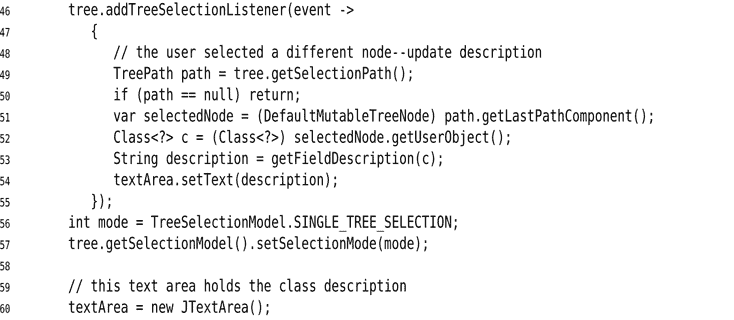 46 tree.addTreeSelectionListener(event ->
47 {
48 // the user selected a different node--update description
49 TreePath path = tree.getSelectionPath();
50 if (path == null) return;
51 var selectedNode = (DefaultMutableTreeNode) path.getLastPathComponent();
52 Class<?> c = (Class<?>) selectedNode.getUserObject();
53 String description = getFieldDescription(c);
54 textArea.setText(description);
55 });
56 int mode = TreeSelectionModel.SINGLE_TREE_SELECTION;
57 tree.getSelectionModel().setSelectionMode(mode);
58
59 // this text area holds the class description
60 textArea = new JTextArea();